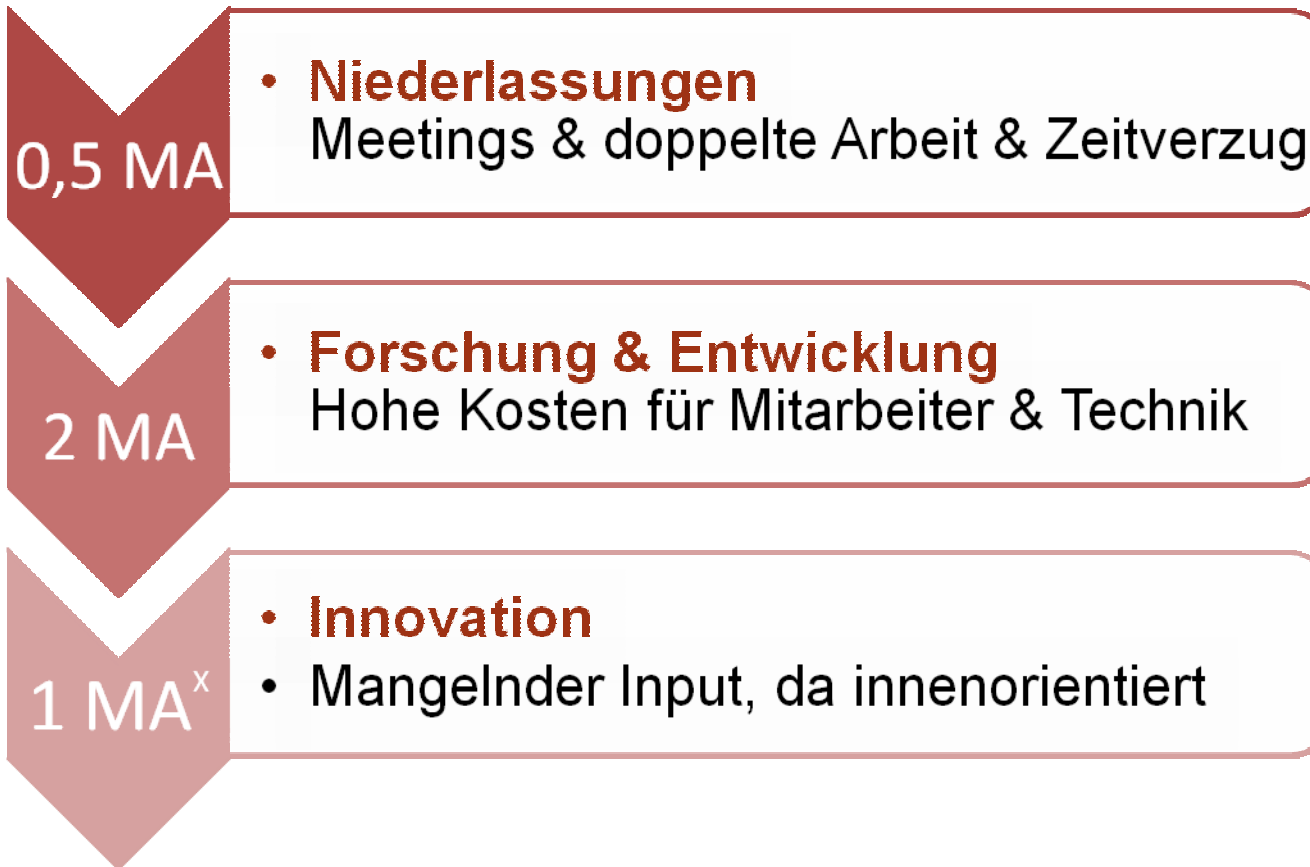 0,5 MA
• Niederlassungen
Meetings & doppelte Arbeit & Zeitverzug
2 MA
• Forschung & Entwicklung
Hohe Kosten für Mitarbeiter & Technik
1 MAˣ
• Innovation
• Mangelnder Input, da innenorientiert